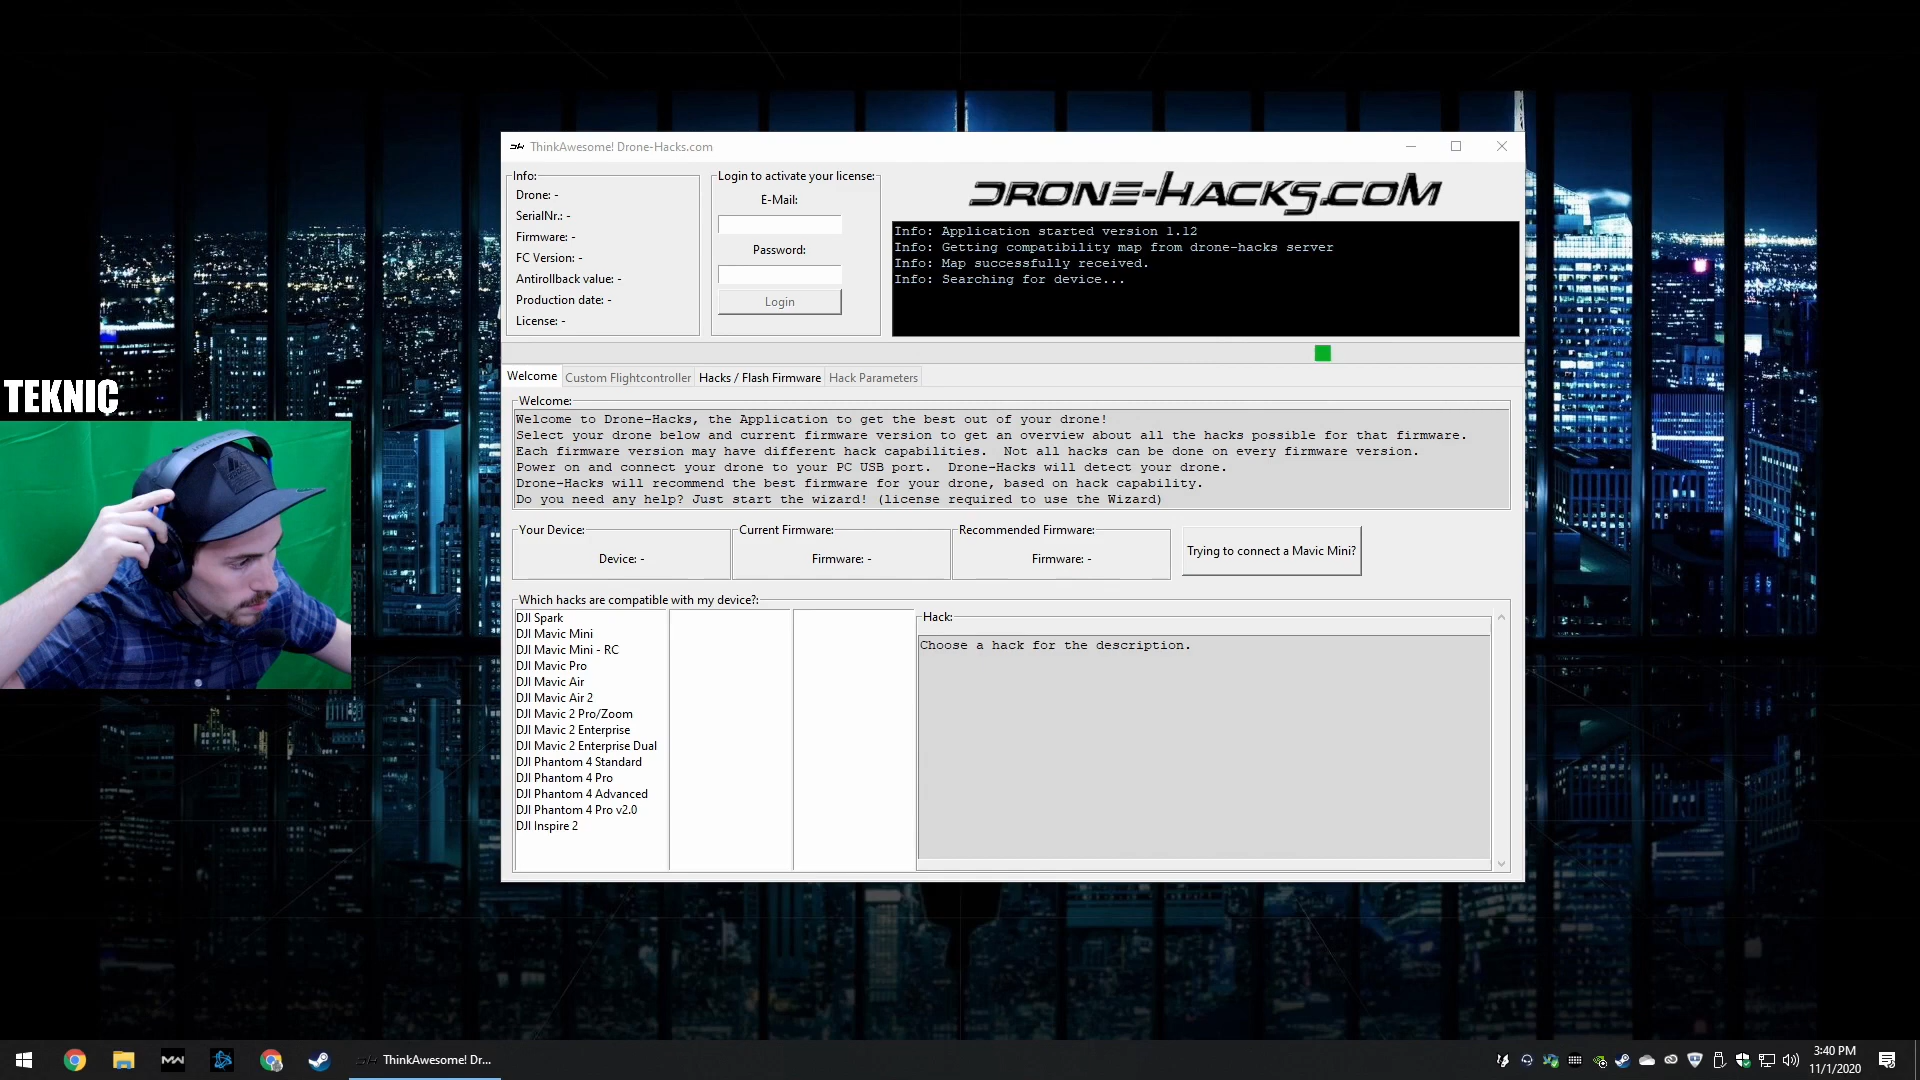 ThinkAwesome! Drone-Hacks.com
Info:
Drone: -
SerialNr.: -
Firmware: -
FC Version: -
Antirollback value: -
Production date: -
License: -
Login to activate your license:
E-Mail:
Password:
Login
DRONE-HACKS.COM
Info: Application started version 1.12
Info: Getting compatibility map from drone-hacks server
Info: Map successfully received.
Info: Searching for device...
Welcome Custom Flightcontroller Hacks / Flash Firmware Hack Parameters
TEKNIC
Welcome:
Welcome to Drone-Hacks, the Application to get the best out of your drone!
Select your drone below and current firmware version to get an overview about all the hacks possible for that firmware.
Each firmware version may have different hack capabilities.  Not all hacks can be done on every firmware version.
Power on and connect your drone to your PC USB port.  Drone-Hacks will detect your drone.
Drone-Hacks will recommend the best firmware for your drone, based on hack capability.
Do you need any help? Just start the wizard! (license required to use the Wizard)
Your Device:
Device: -
Current Firmware:
Firmware: -
Recommended Firmware:
Firmware: -
Trying to connect a Mavic Mini?
Which hacks are compatible with my device?:
DJI Spark
DJI Mavic Mini
DJI Mavic Mini - RC
DJI Mavic Pro
DJI Mavic Air
DJI Mavic Air 2
DJI Mavic 2 Pro/Zoom
DJI Mavic 2 Enterprise
DJI Mavic 2 Enterprise Dual
DJI Phantom 4 Standard
DJI Phantom 4 Pro
DJI Phantom 4 Advanced
DJI Phantom 4 Pro v2.0
DJI Inspire 2
Hack:
Choose a hack for the description.
MW
ThinkAwesome! Dr...
3:40 PM
11/1/2020